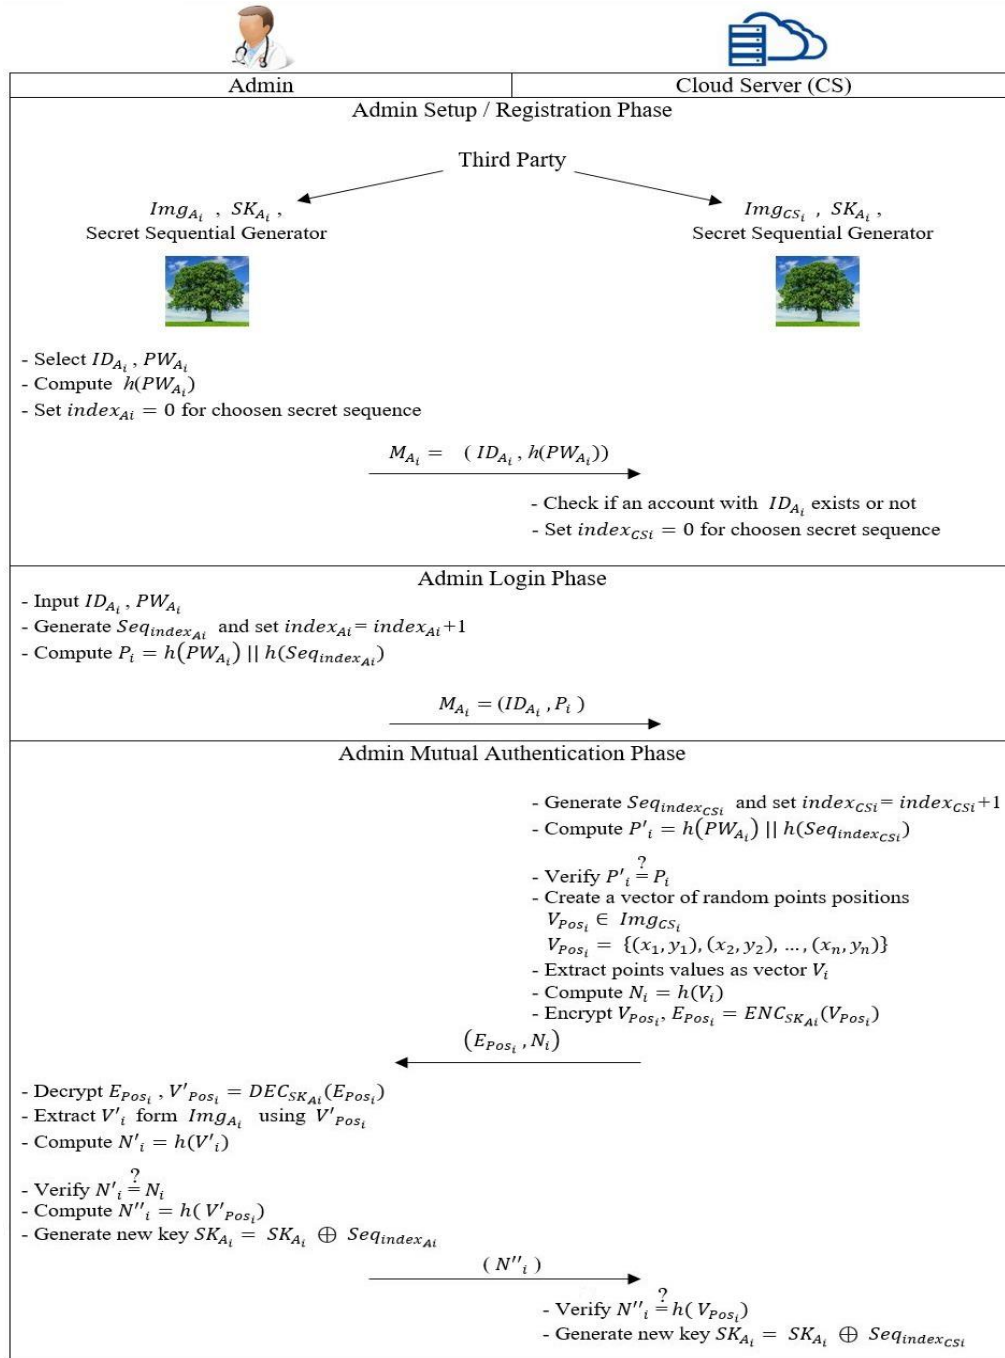 Admin
Cloud Server (CS)
Admin Setup / Registration Phase
Third Party
Img_{A_i} , SK_{A_i} ,
Secret Sequential Generator
Img_{CS_i} , SK_{A_i} ,
Secret Sequential Generator
- Select ID_{A_i} , PW_{A_i}
- Compute h(PW_{A_i})
- Set index_{Ai} = 0 for choosen secret sequence
M_{A_i} = ( ID_{A_i} , h(PW_{A_i}))
- Check if an account with ID_{A_i} exists or not
- Set index_{CSi} = 0 for choosen secret sequence
Admin Login Phase
- Input ID_{A_i} , PW_{A_i}
- Generate Seq_{index_{Ai}} and set index_{Ai} = index_{Ai}+1
- Compute P_i = h(PW_{A_i}) || h(Seq_{index_{Ai}})
M_{A_i} = (ID_{A_i} , P_i )
Admin Mutual Authentication Phase
- Generate Seq_{index_{CSi}} and set index_{CSi} = index_{CSi}+1
- Compute P'_i = h(PW_{A_i}) || h(Seq_{index_{CSi}})
- Verify P'_i ≟ P_i
- Create a vector of random points positions
V_{Pos_i} ∈ Img_{CS_i}
V_{Pos_i} = {(x_1, y_1), (x_2, y_2), ... , (x_n, y_n)}
- Extract points values as vector V_i
- Compute N_i = h(V_i)
- Encrypt V_{Pos_i}, E_{Pos_i} = ENC_{SK_{Ai}}(V_{Pos_i})
(E_{Pos_i} , N_i)
- Decrypt E_{Pos_i} , V'_{Pos_i} = DEC_{SK_{Ai}}(E_{Pos_i})
- Extract V'_i form Img_{A_i} using V'_{Pos_i}
- Compute N'_i = h(V'_i)
- Verify N'_i ≟ N_i
- Compute N''_i = h( V'_{Pos_i})
- Generate new key SK_{A_i} = SK_{A_i} ⊕ Seq_{index_{Ai}}
( N''_i )
- Verify N''_i ≟ h( V_{Pos_i})
- Generate new key SK_{A_i} = SK_{A_i} ⊕ Seq_{index_{CSi}}